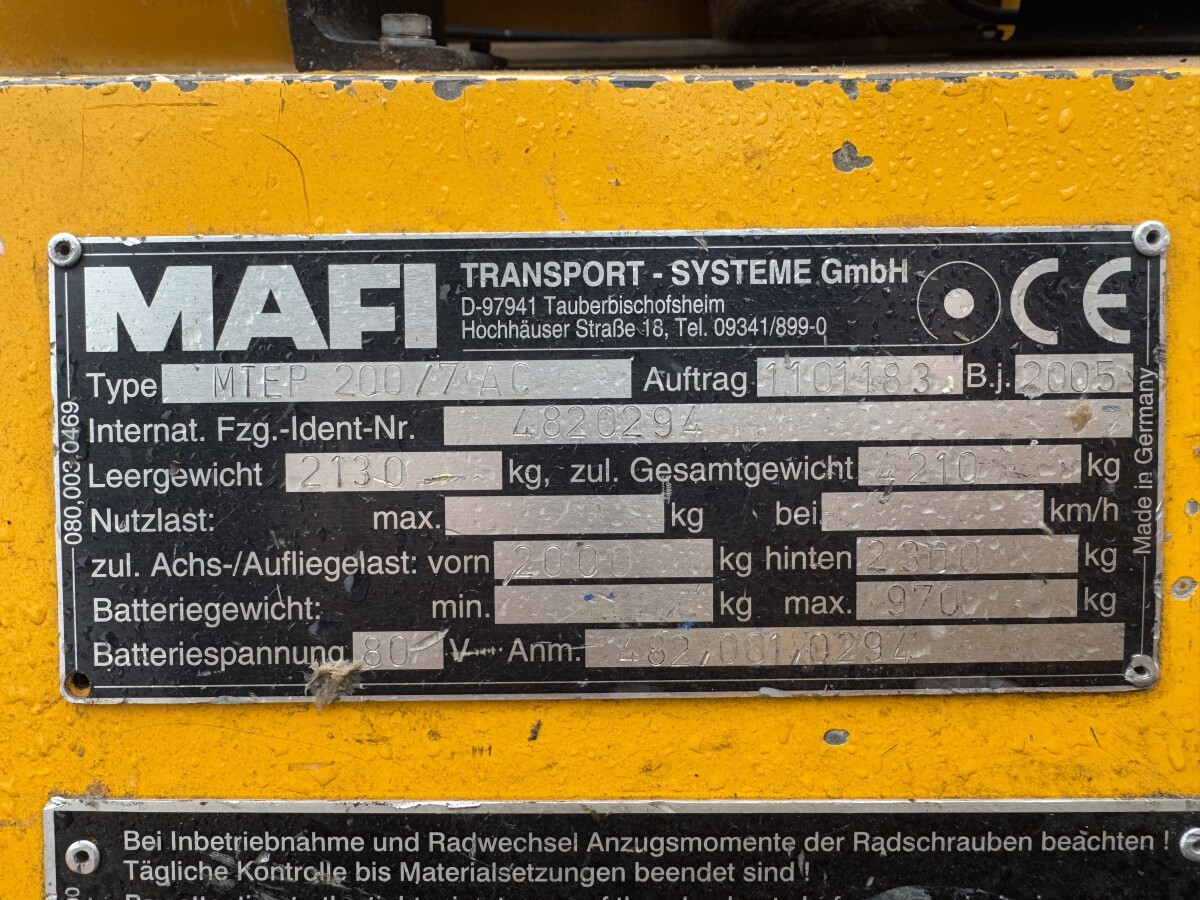 MAFI TRANSPORT - SYSTEME GmbH
D-97941 Tauberbischofsheim
Hochhäuser Straße 18, Tel. 09341/899-0
CE
Type MTEP 200/7 AC Auftrag 1101183 B.j. 2005
Internat. Fzg.-Ident-Nr. 4820294
Leergewicht 2130 kg, zul. Gesamtgewicht 4210 kg
Nutzlast: max. kg bei km/h
zul. Achs-/Aufliegelast: vorn 2000 kg hinten 2300 kg
Batteriegewicht: min. kg max. 970 kg
Batteriespannung 80 V Anm. 482,001,0294
080,003,0469
Made in Germany
Bei Inbetriebnahme und Radwechsel Anzugsmomente der Radschrauben beachten !
Tägliche Kontrolle bis Materialsetzungen beendet sind !